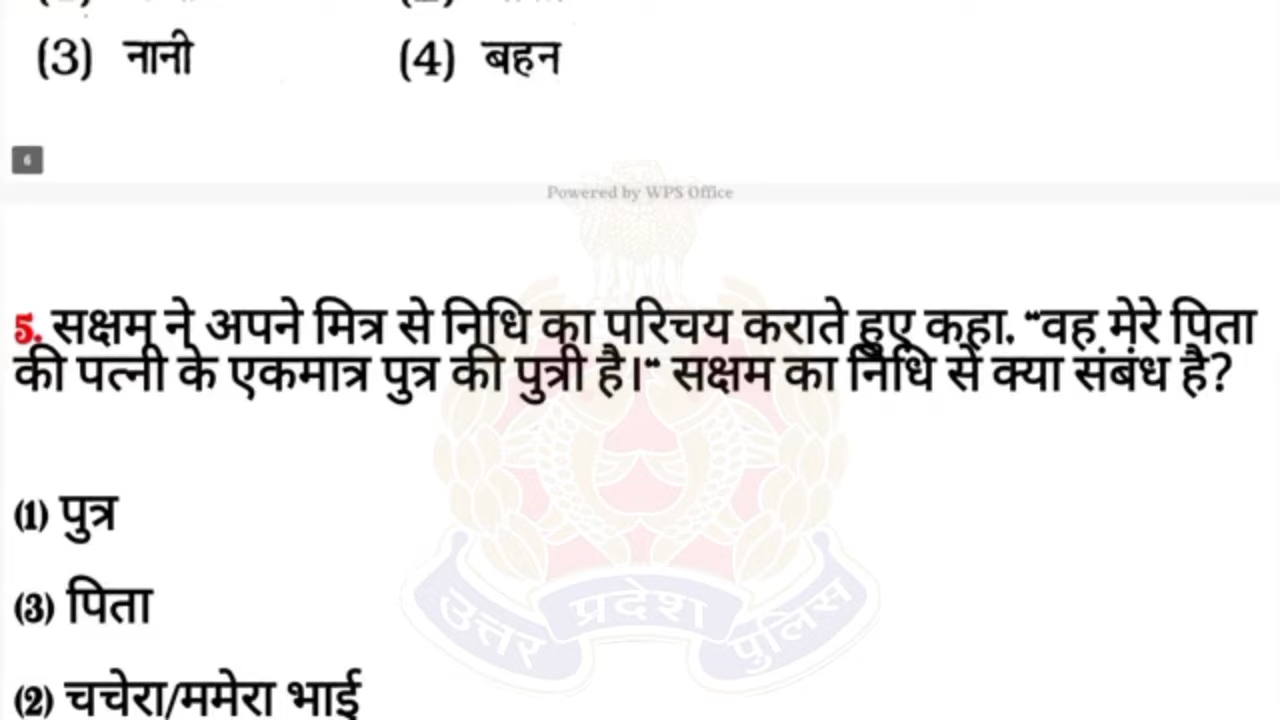 (3) नानी (4) बहन
6
Powered by WPS Office
5. सक्षम ने अपने मित्र से निधि का परिचय कराते हुए कहा. “वह मेरे पिता
की पत्नी के एकमात्र पुत्र की पुत्री है।“ सक्षम का निधि से क्या संबंध है?
(1) पुत्र
(3) पिता
(2) चचेरा/ममेरा भाई
उत्तर प्रदेश पुलिस